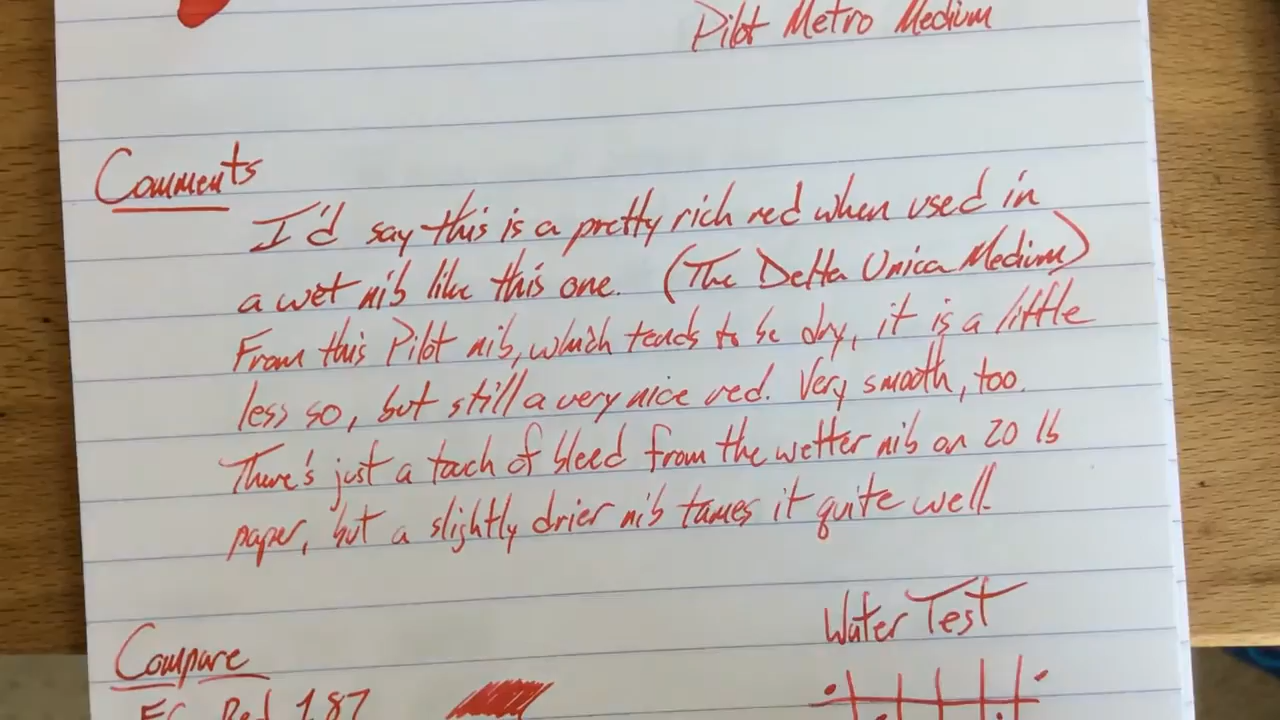 Pilot Metro Medium
Comments
I'd say this is a pretty rich red when used in
a wet nib like this one. (The Delta Unica Medium)
From this Pilot nib, which tends to be dry, it is a little
less so, but still a very nice red. Very smooth, too.
There's just a touch of bleed from the wetter nib on 20 lb
paper, but a slightly drier nib tames it quite well.
Water Test
Compare
Red 187